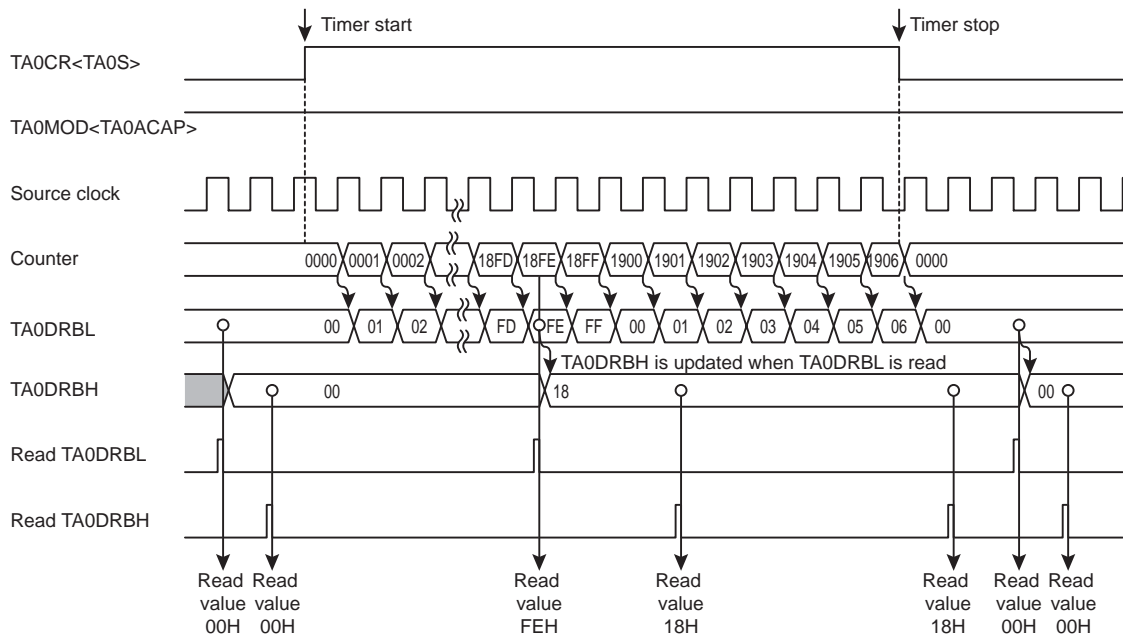 Timer start
Timer stop
TA0CR<TA0S>
TA0MOD<TA0ACAP>
Source clock
Counter
0000 0001 0002 18FD 18FE 18FF 1900 1901 1902 1903 1904 1905 1906 0000
TA0DRBL
00 01 02 FD FE FF 00 01 02 03 04 05 06 00
TA0DRBH is updated when TA0DRBL is read
TA0DRBH
00 18 00
Read TA0DRBL
Read TA0DRBH
Read value 00H
Read value 00H
Read value FEH
Read value 18H
Read value 18H
Read value 00H
Read value 00H